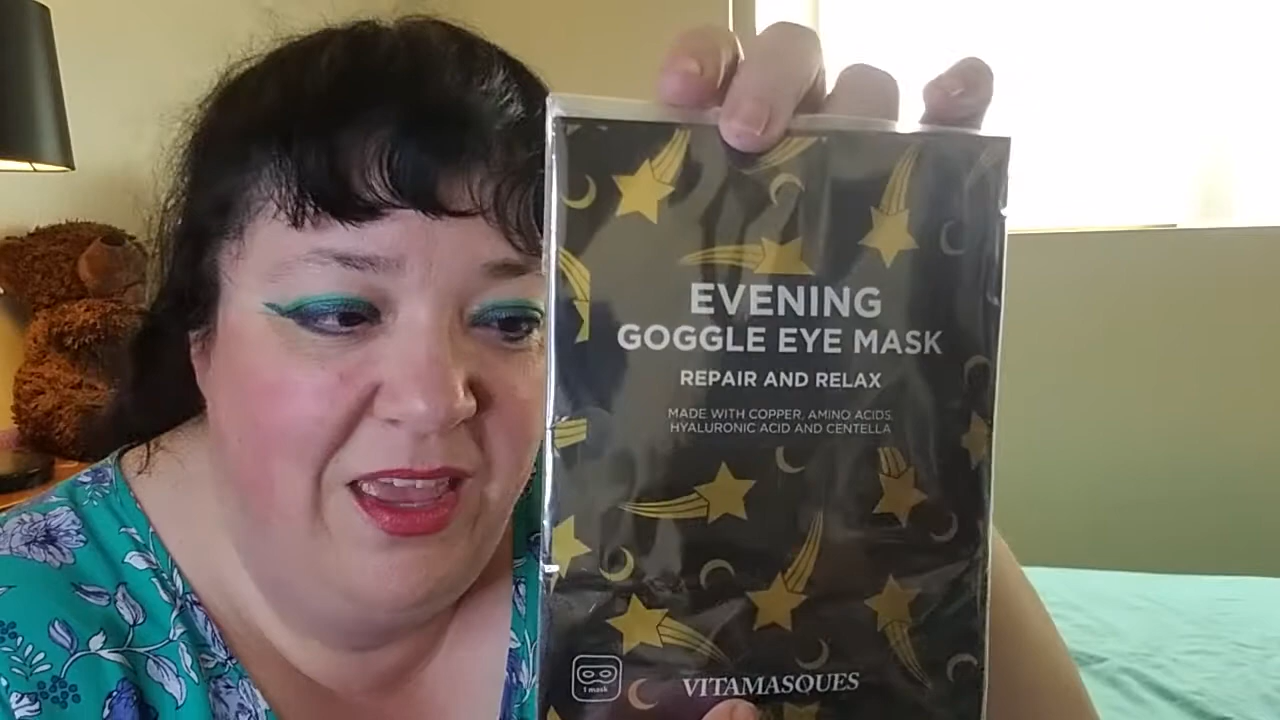 EVENING
GOGGLE EYE MASK
REPAIR AND RELAX
MADE WITH COPPER, AMINO ACIDS,
HYALURONIC ACID AND CENTELLA
1 mask
VITAMASQUES